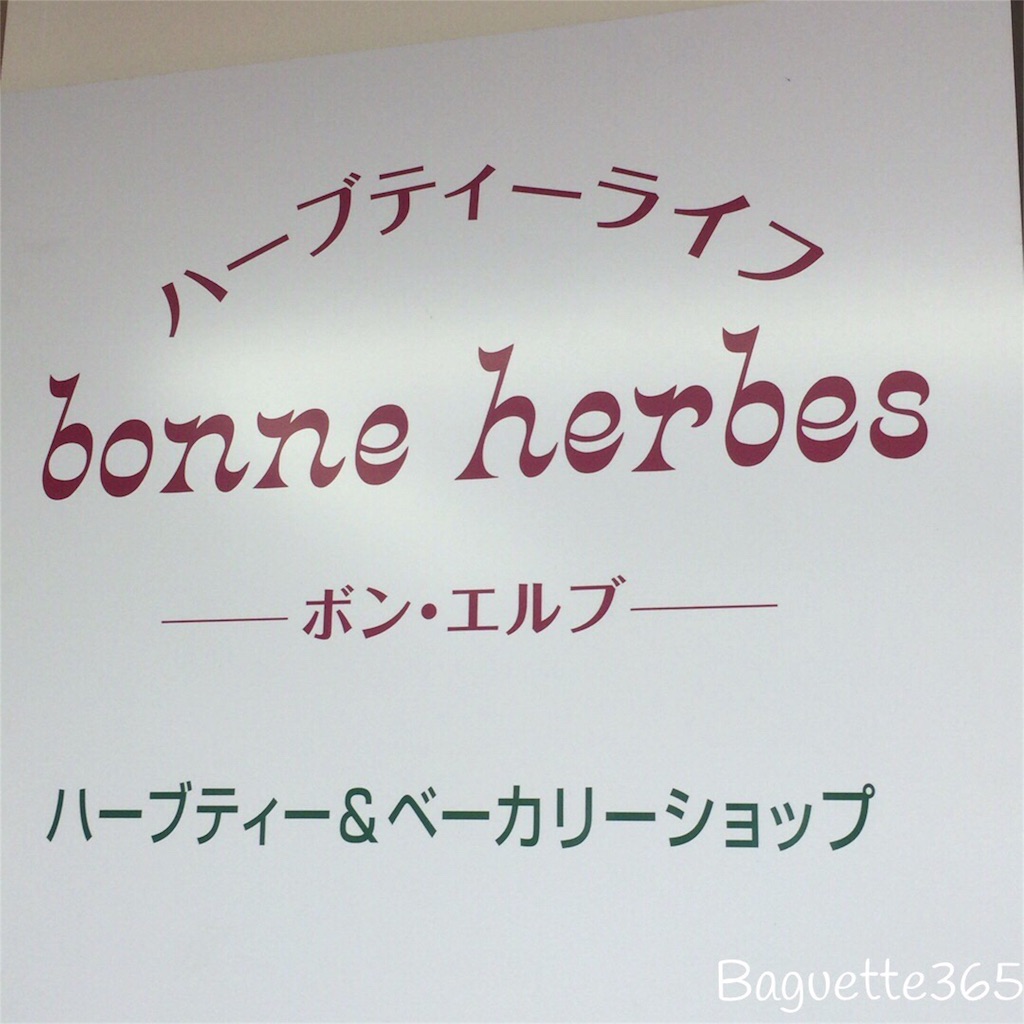 ハーブティーライフ
bonne herbes
ボン・エルブ
ハーブティー&ベーカリーショップ
Baguette365